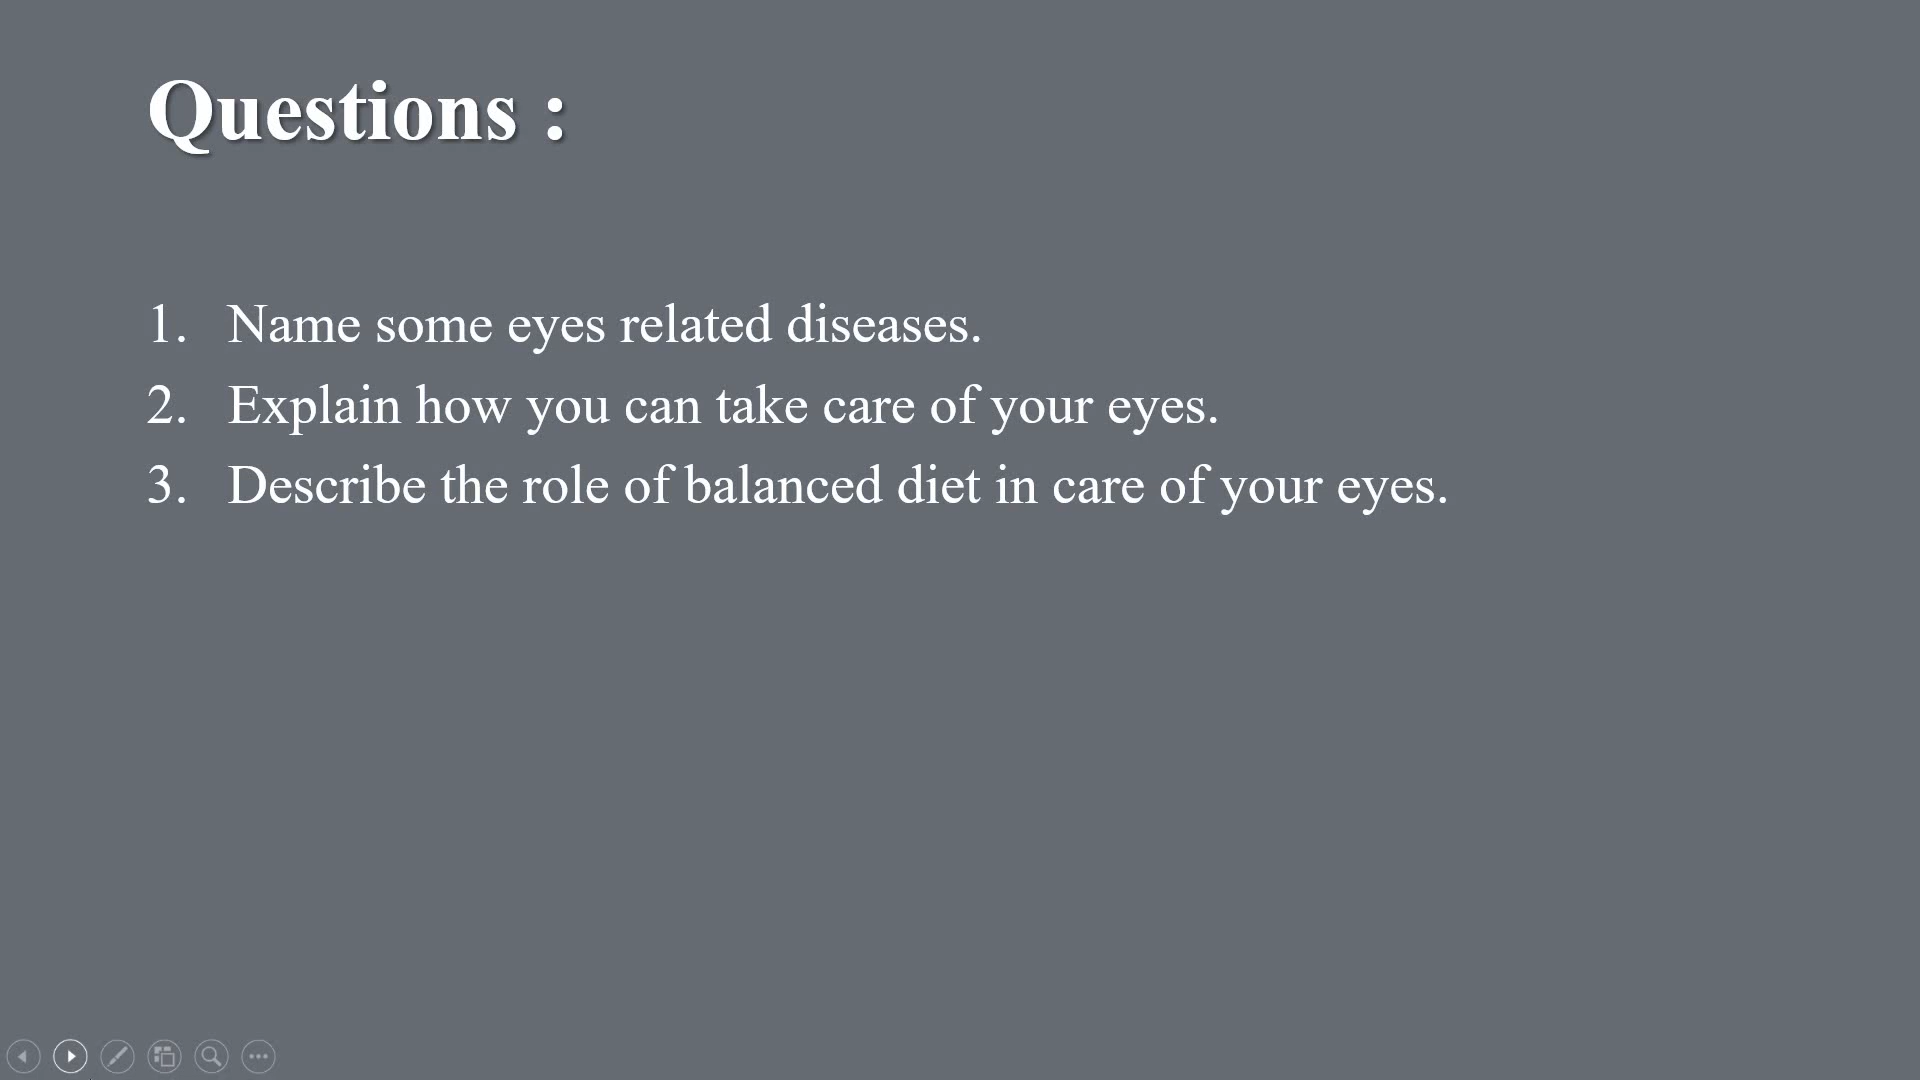 Questions :
1. Name some eyes related diseases.
2. Explain how you can take care of your eyes.
3. Describe the role of balanced diet in care of your eyes.